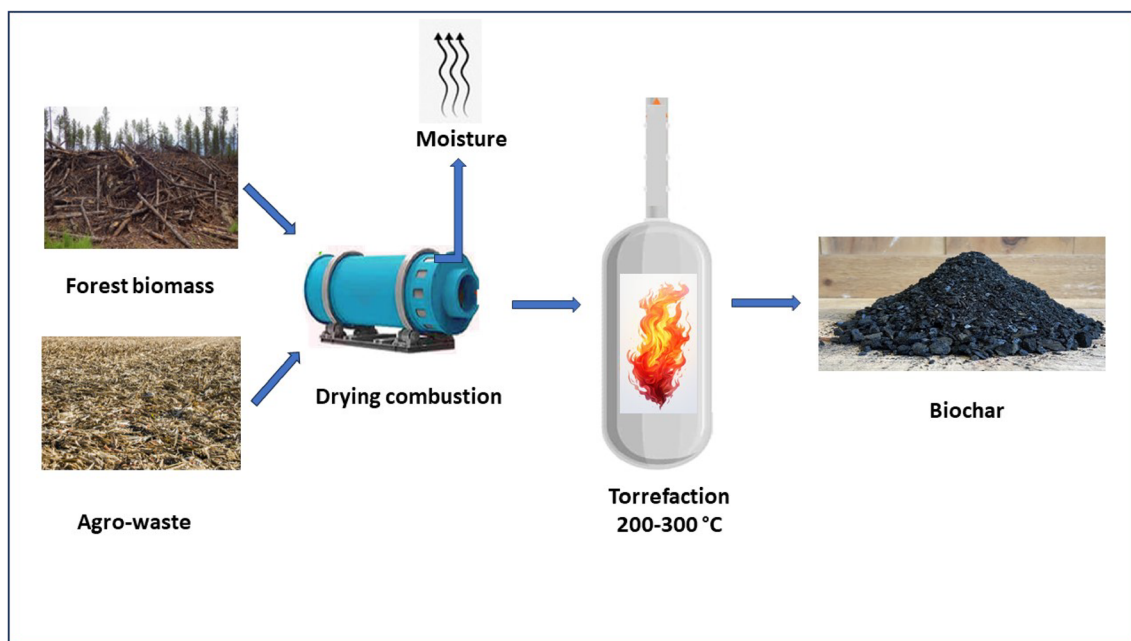 Moisture
Forest biomass
Drying combustion
Agro-waste
Torrefaction
200-300 °C
Biochar